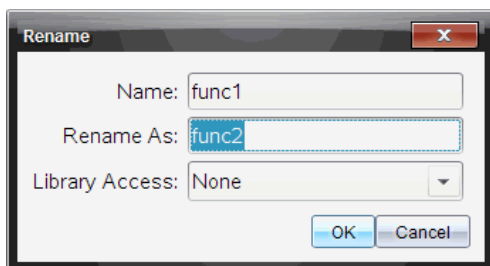 Rename
Name: func1
Rename As: func2
Library Access: None
OK Cancel